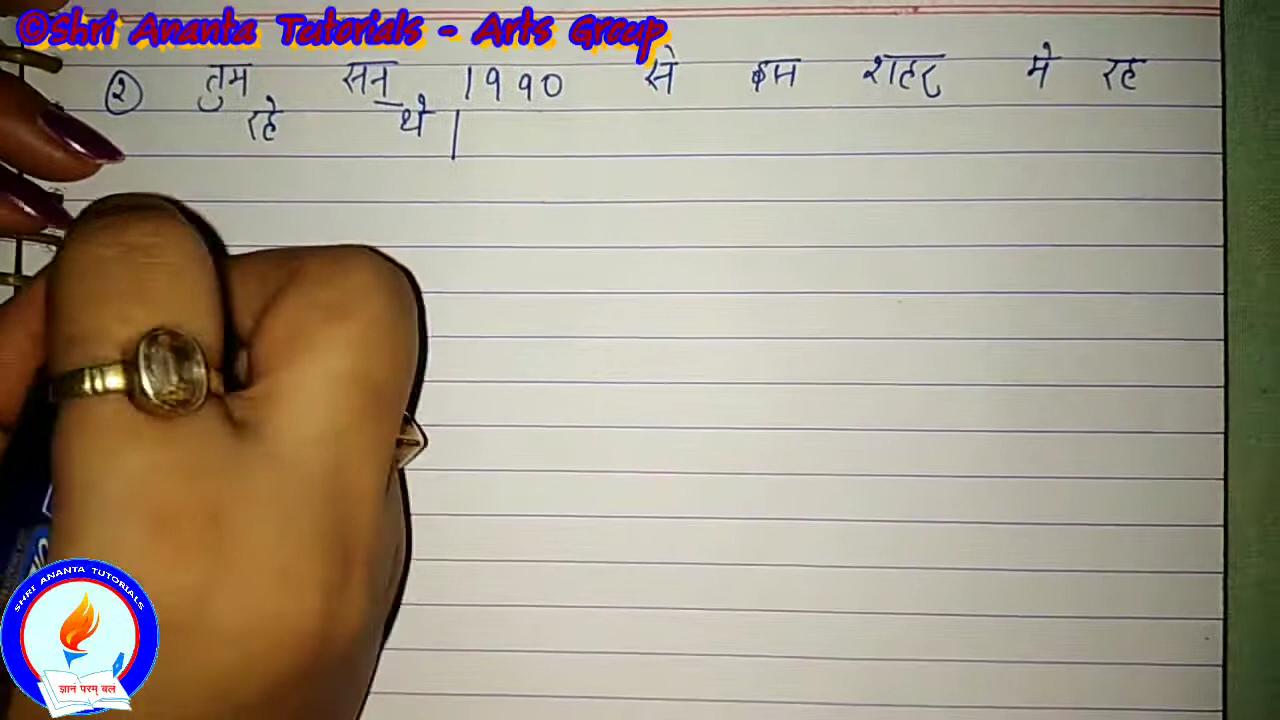 ©Shri Ananta Tutorials - Arts Group
② तुम सन् 1990 से इस शहर मे रह
रहे थे |
SHRI ANANTA TUTORIALS
ज्ञानं परमं बलं